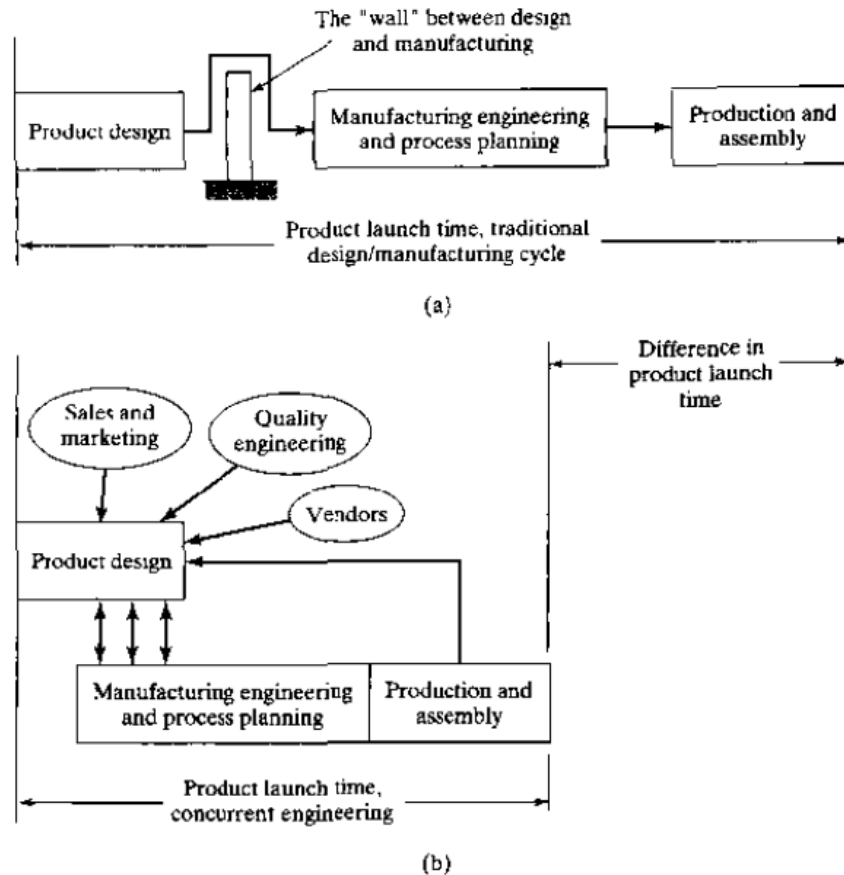 The "wall" between design
and manufacturing
Product design
Manufacturing engineering
and process planning
Production and
assembly
Product launch time, traditional
design/manufacturing cycle
(a)
Difference in
product launch
time
Sales and
marketing
Quality
engineering
Vendors
Product design
Manufacturing engineering
and process planning
Production and
assembly
Product launch time,
concurrent engineering
(b)